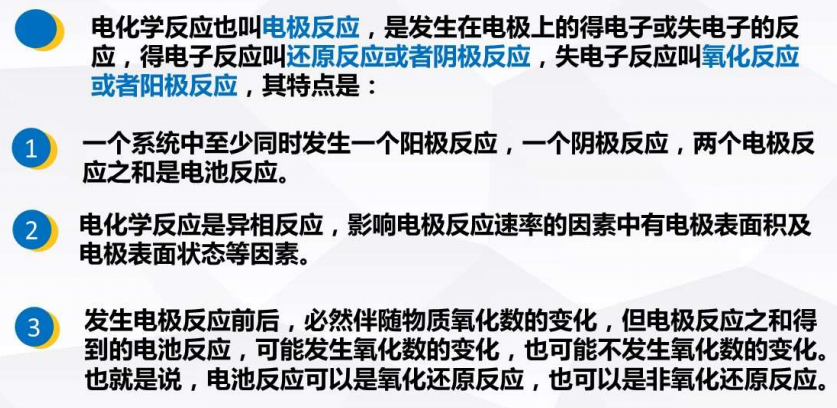 电化学反应也叫电极反应，是发生在电极上的得电子或失电子的反
应，得电子反应叫还原反应或者阴极反应，失电子反应叫氧化反应
或者阳极反应，其特点是：
1
一个系统中至少同时发生一个阳极反应，一个阴极反应，两个电极反
应之和是电池反应。
2
电化学反应是异相反应，影响电极反应速率的因素中有电极表面积及
电极表面状态等因素。
3
发生电极反应前后，必然伴随物质氧化数的变化，但电极反应之和得
到的电池反应，可能发生氧化数的变化，也可能不发生氧化数的变化。
也就是说，电池反应可以是氧化还原反应，也可以是非氧化还原反应。